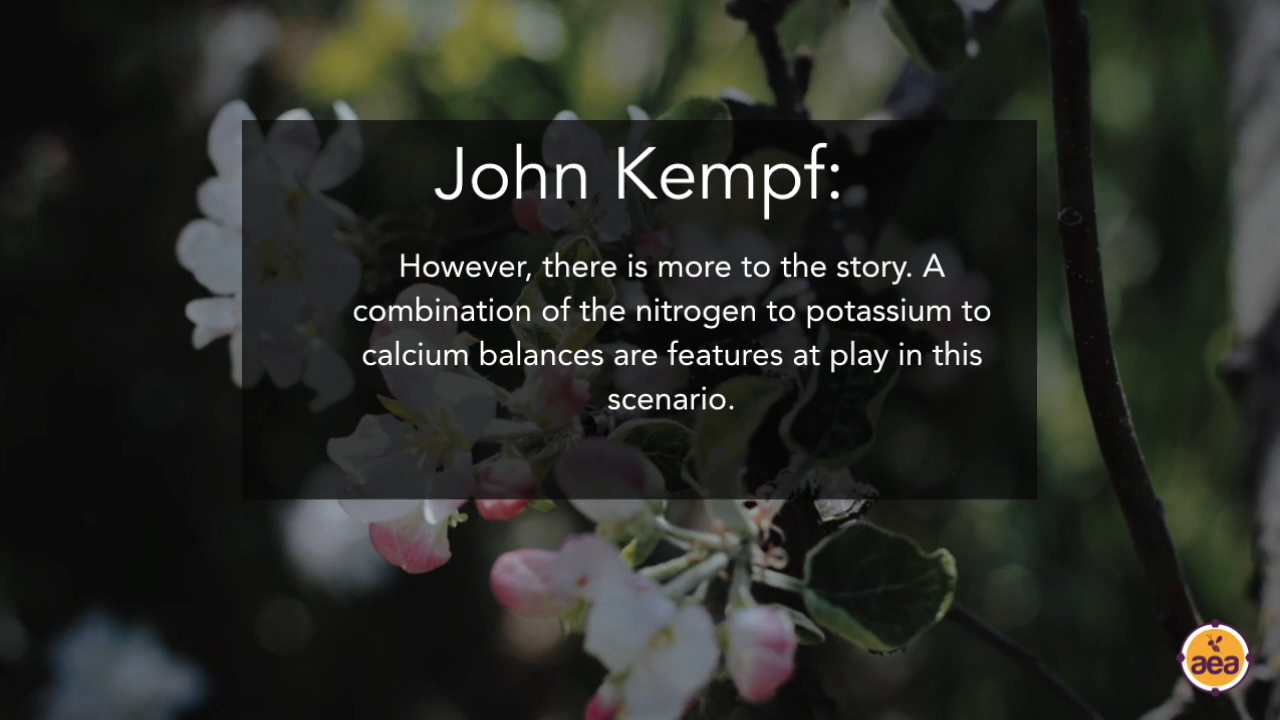 John Kempf:
However, there is more to the story. A
combination of the nitrogen to potassium to
calcium balances are features at play in this
scenario.
aea